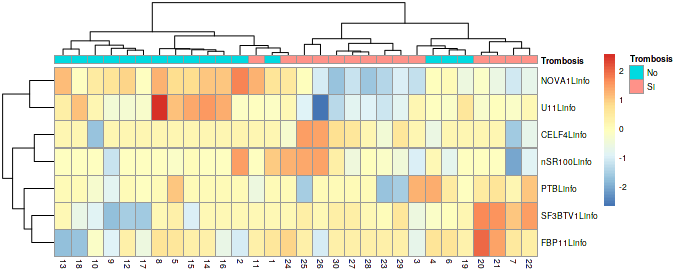 Trombosis
NOVA1Linfo
U11Linfo
CELF4Linfo
nSR100Linfo
PTBLinfo
SF3BTV1Linfo
FBP11Linfo
13 18 10 9 12 17 8 5 15 14 16 2 11 1 24 25 26 30 27 28 23 29 3 4 6 19 20 21 7 22
2
1
0
-1
-2
Trombosis
No
SI